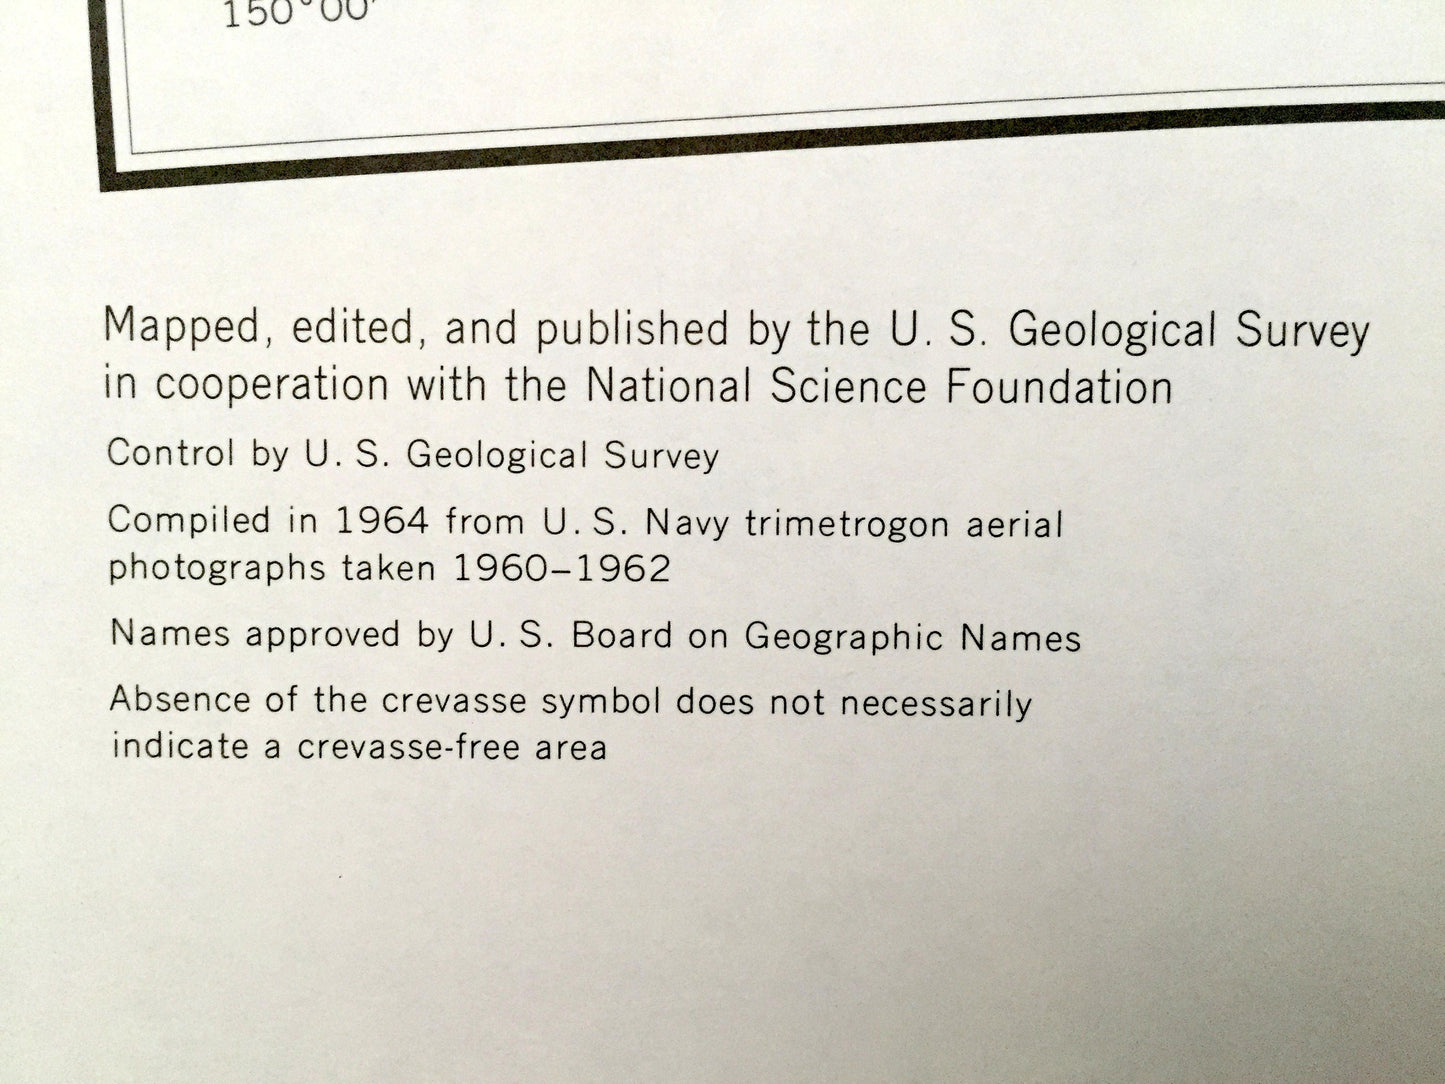 150°00′
Mapped, edited, and published by the U. S. Geological Survey
in cooperation with the National Science Foundation
Control by U. S. Geological Survey
Compiled in 1964 from U. S. Navy trimetrogon aerial
photographs taken 1960–1962
Names approved by U. S. Board on Geographic Names
Absence of the crevasse symbol does not necessarily
indicate a crevasse-free area